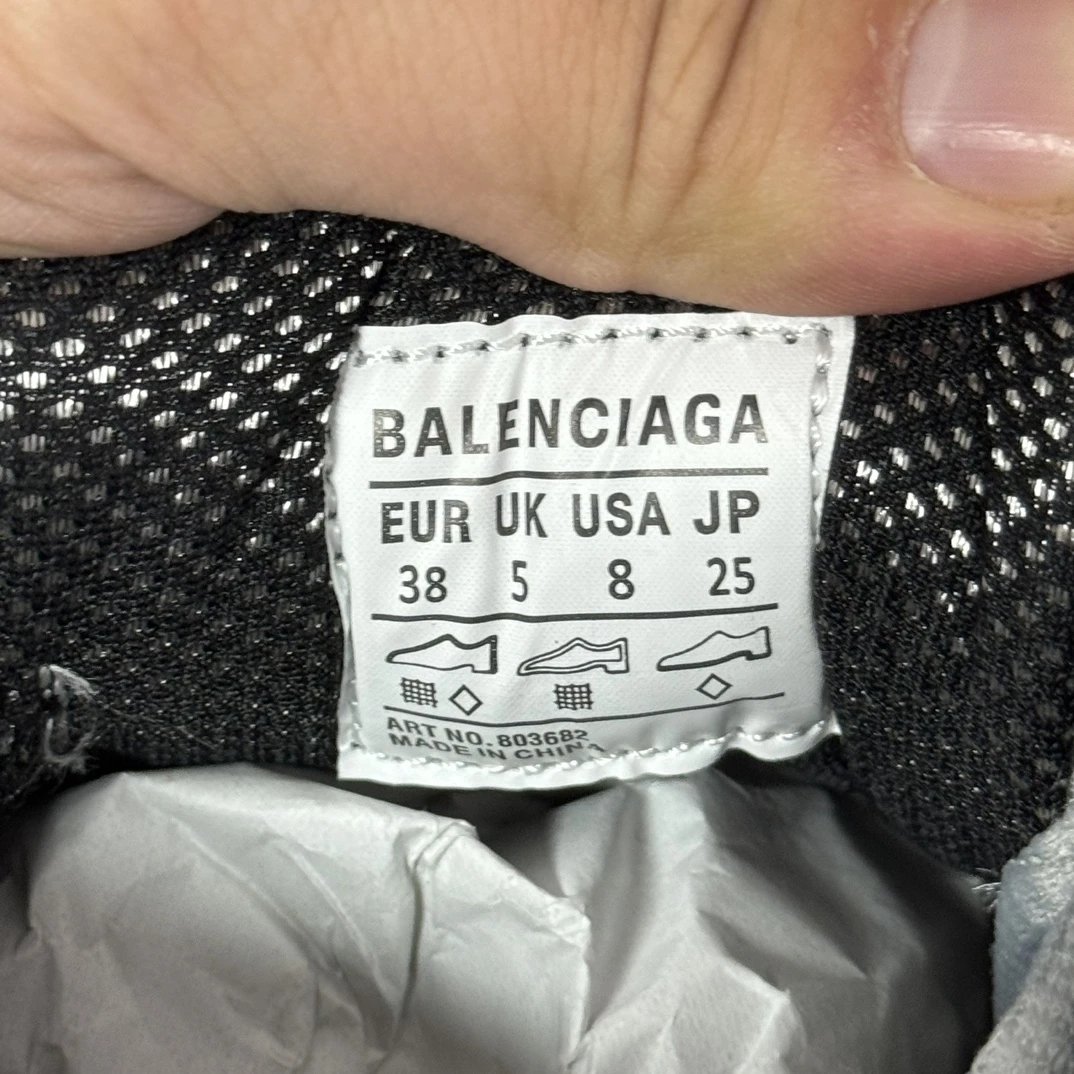 BALENCIAGA
EUR UK USA JP
38 5 8 25
ART NO. 803682
MADE IN CHINA